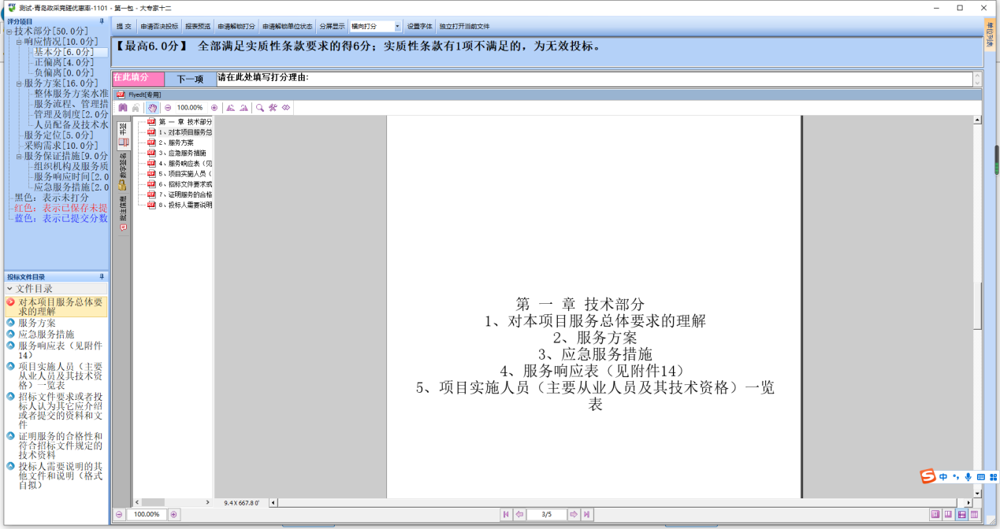 测试-青岛政采竞磋优惠率-1101 - 第一包 - 大专家十二
评分项目
技术部分[50.0分]
响应情况[10.0分]
基本分[6.0分]
正偏离[4.0分]
负偏离[0.0分]
服务方案[16.0分]
整体服务方案水准
服务流程、管理措
管理及制度[2.0分
人员配备及技术水
服务定位[5.0分]
采购需求[10.0分]
服务保证措施[9.0分
组织机构及服务质
服务响应时间[2.0
应急服务措施[2.0
黑色：表示未打分
红色：表示已保存未提
蓝色：表示已提交分数
投标文件目录
文件目录
对本项目服务总体要
求的理解
服务方案
应急服务措施
服务响应表（见附件
14）
项目实施人员（主要
从业人员及其技术资
格）一览表
招标文件要求或者投
标人认为其它应介绍
或者提交的资料和文
件
证明服务的合格性和
符合招标文件规定的
技术资料
投标人需要说明的其
他文件和说明（格式
自拟）
提 交 申请否决投标 报表预览 申请解锁打分 申请解锁单位状态 分屏显示 横向打分 设置字体 独立打开当前文件
【最高6.0分】 全部满足实质性条款要求的得6分；实质性条款有1项不满足的，为无效投标。
在此填分 下一项 请在此处填写打分理由:
Flyedt[专用]
100.00%
书签
数字签名
批注信息
第 一 章 技术部分
1、对本项目服务总
2、服务方案
3、应急服务措施
4、服务响应表（见
5、项目实施人员（
6、招标文件要求或
7、证明服务的合格
8、投标人需要说明
第 一 章 技术部分
1、对本项目服务总体要求的理解
2、服务方案
3、应急服务措施
4、服务响应表（见附件14）
5、项目实施人员（主要从业人员及其技术资格）一览
表
9.4 X 667.8 0'
100.00%
3/5
单位列表
中